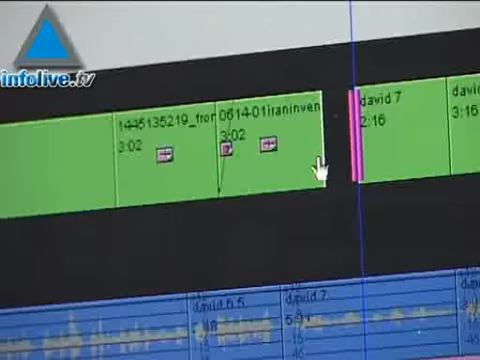 infolive.tv
1446135219_fror
3:02
0614-01iraninven
3:02
david 7
2:16
david
3:16
david 6.5
david 7